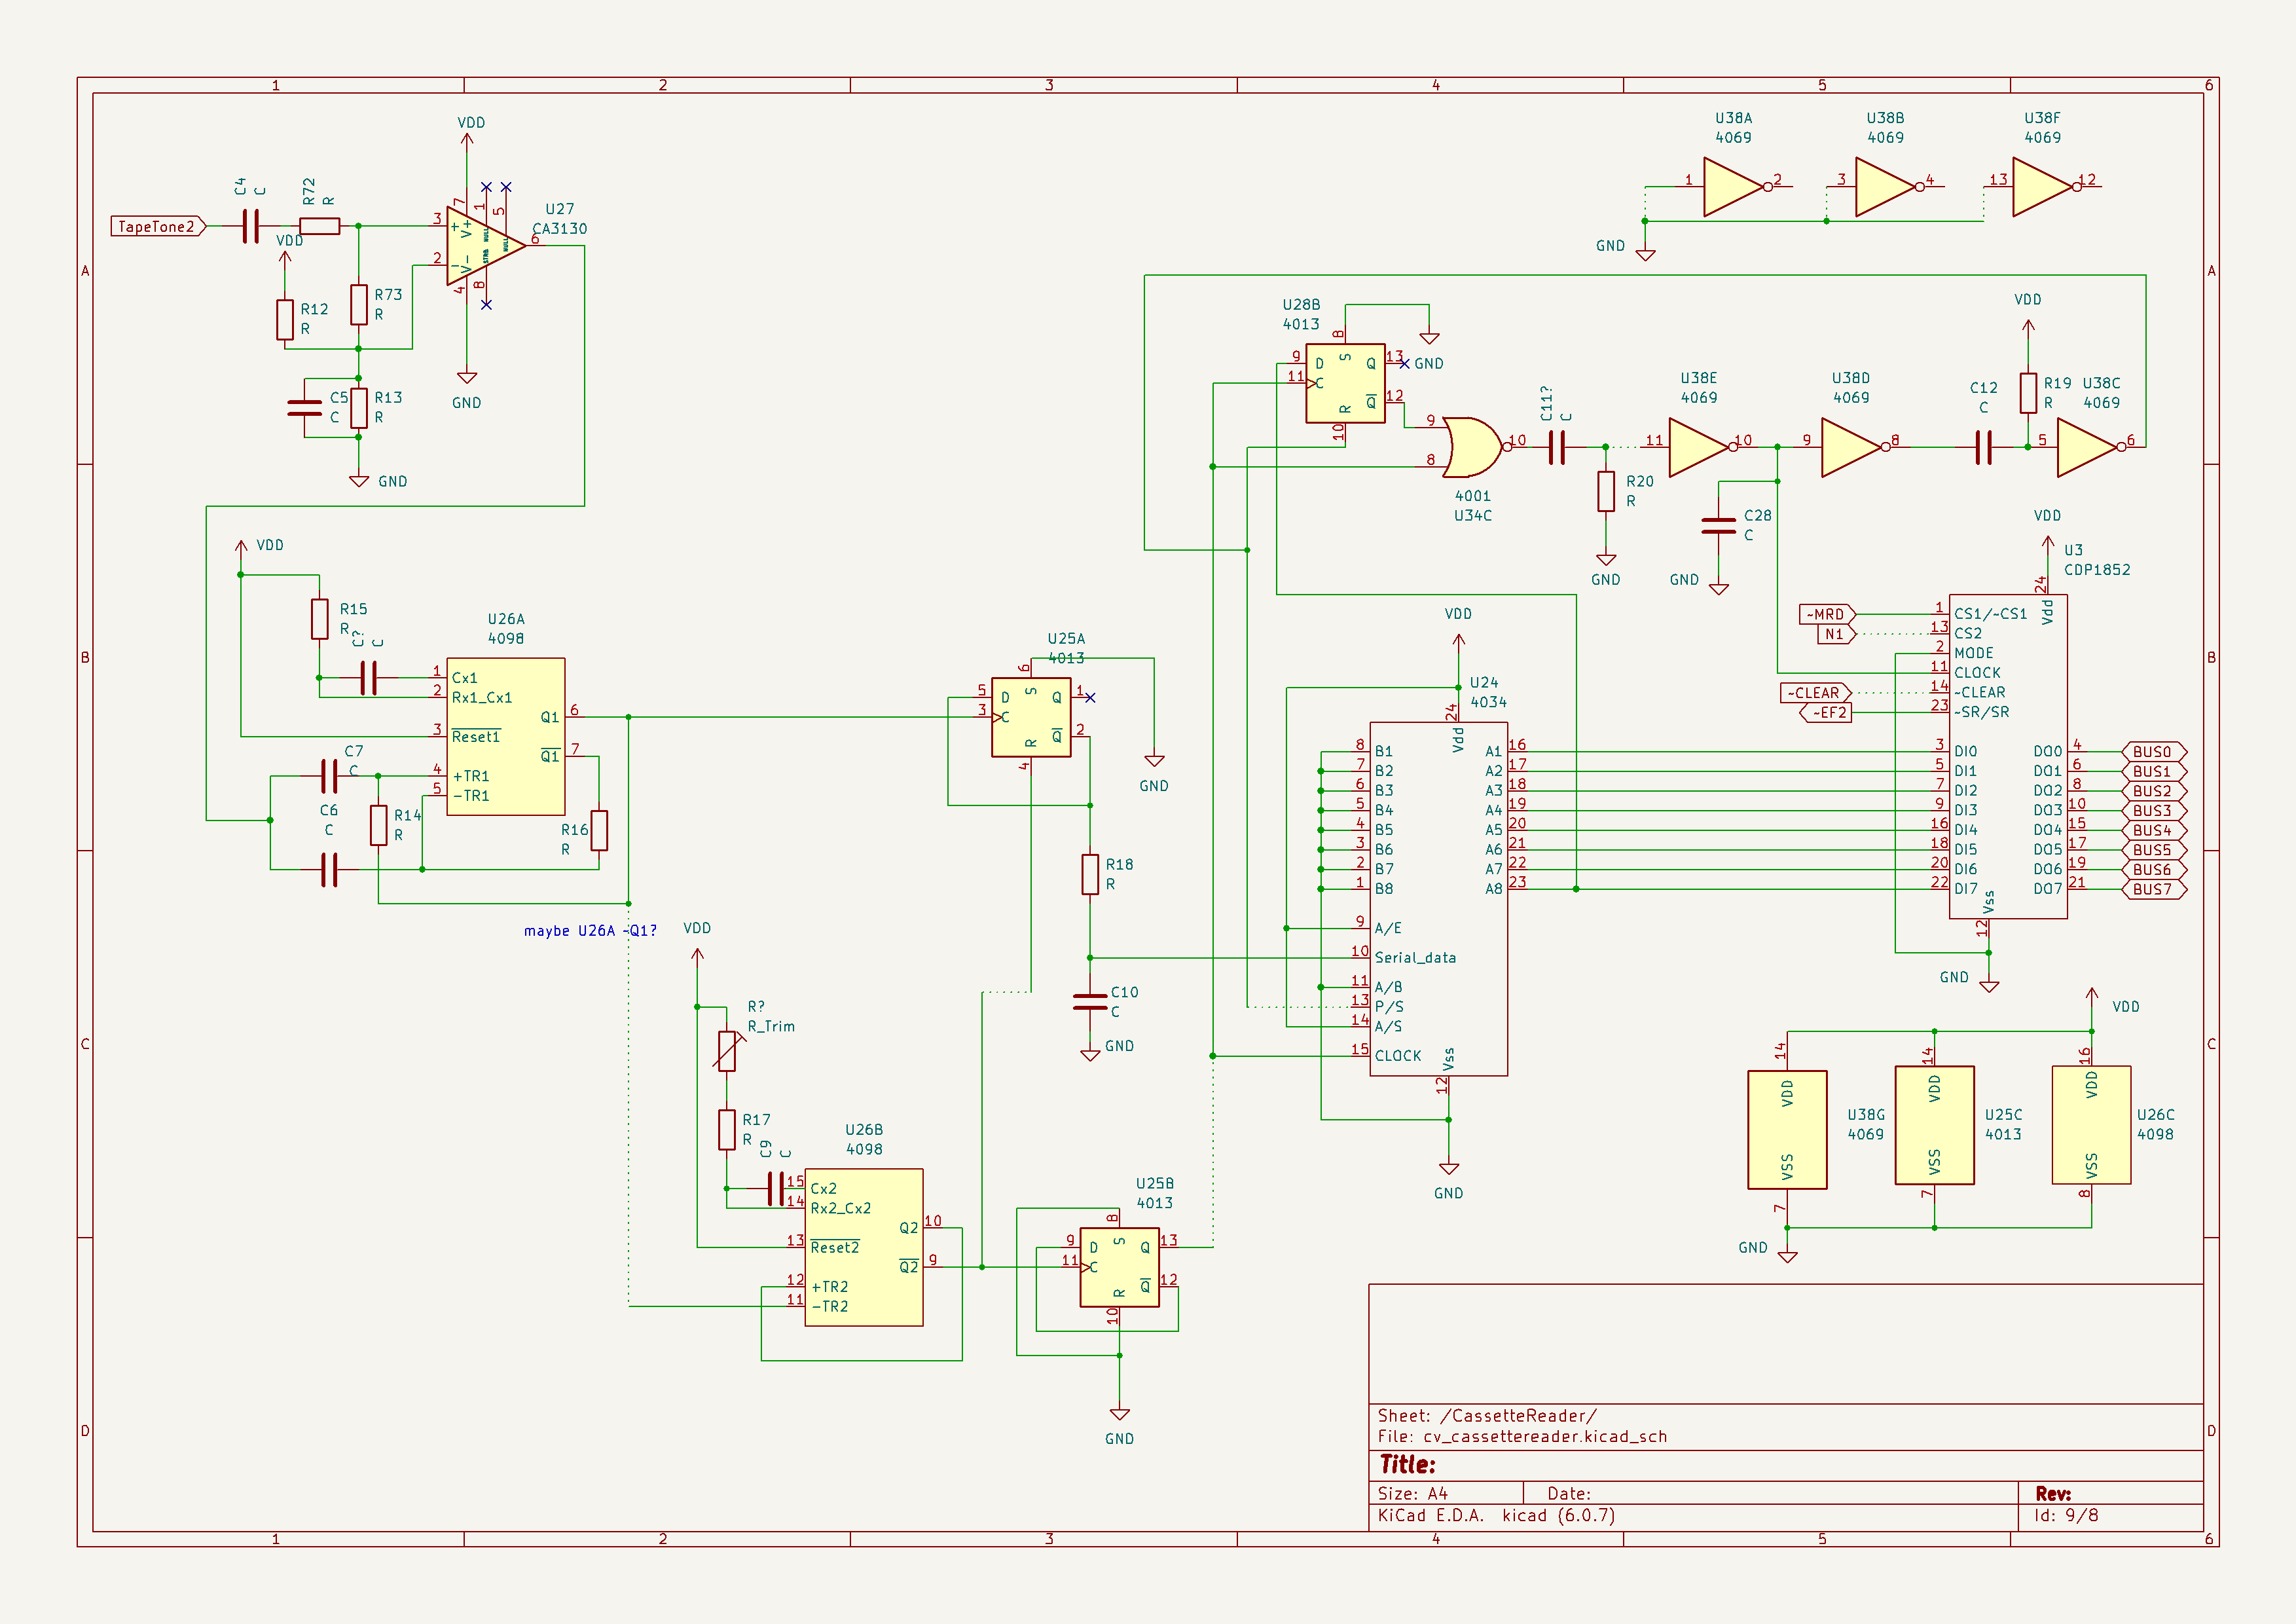 1 2 3 4 5 6
A
B
C
D
TapeTone2
C4
C
R72
R
VDD
R12
R
R73
R
C5
C
R13
R
GND
VDD
U27
CA3130
3
2
7
1
5
6
4
8
+
-
V+
V-
NULL
STRB
NULL
GND
VDD
R15
R
C?
C
U26A
4098
1 Cx1
2 Rx1_Cx1
3 Reset1
4 +TR1
5 -TR1
Q1 6
Q1 7
C7
C
C6
C
R14
R
R16
R
maybe U26A ~Q1?
VDD
R?
R_Trim
R17
R
C9
C
U26B
4098
15 Cx2
14 Rx2_Cx2
13 Reset2
12 +TR2
11 -TR2
Q2 10
Q2 9
U25A
4013
6
5 D S Q 1
3 C
R Q 2
4
GND
R18
R
C10
C
GND
U25B
4013
8
9 D S Q 13
11 C
R Q 12
10
GND
U28B
4013
8
9 D S Q 13
11 C
R Q 12
10
GND
9
8
10
4001
U34C
C11?
C
R20
R
GND
U38E
4069
11
10
U38D
4069
9
8
C28
C
GND
C12
C
VDD
R19
R
U38C
4069
5
6
U38A
4069
1
2
U38B
4069
3
4
U38F
4069
13
12
GND
VDD
U24
4034
24
Vdd
8 B1 A1 16
7 B2 A2 17
6 B3 A3 18
5 B4 A4 19
4 B5 A5 20
3 B6 A6 21
2 B7 A7 22
1 B8 A8 23
9 A/E
10 Serial_data
11 A/B
13 P/S
14 A/S
15 CLOCK
Vss
12
GND
VDD
U3
CDP1852
24
Vdd
~MRD 1 CS1/~CS1
N1 13 CS2
2 MODE
11 CLOCK
~CLEAR 14 ~CLEAR
~EF2 23 ~SR/SR
3 DI0 DO0 4 BUS0
5 DI1 DO1 6 BUS1
7 DI2 DO2 8 BUS2
9 DI3 DO3 10 BUS3
16 DI4 DO4 15 BUS4
18 DI5 DO5 17 BUS5
20 DI6 DO6 19 BUS6
22 DI7 DO7 21 BUS7
Vss
12
GND
VDD
14
VDD
VSS
7
U38G
4069
14
VDD
VSS
7
U25C
4013
16
VDD
VSS
8
U26C
4098
GND
A
B
C
D
Sheet: /CassetteReader/
File: cv_cassettereader.kicad_sch
Title:
Size: A4 Date: Rev:
KiCad E.D.A. kicad (6.0.7) Id: 9/8
1 2 3 4 5 6